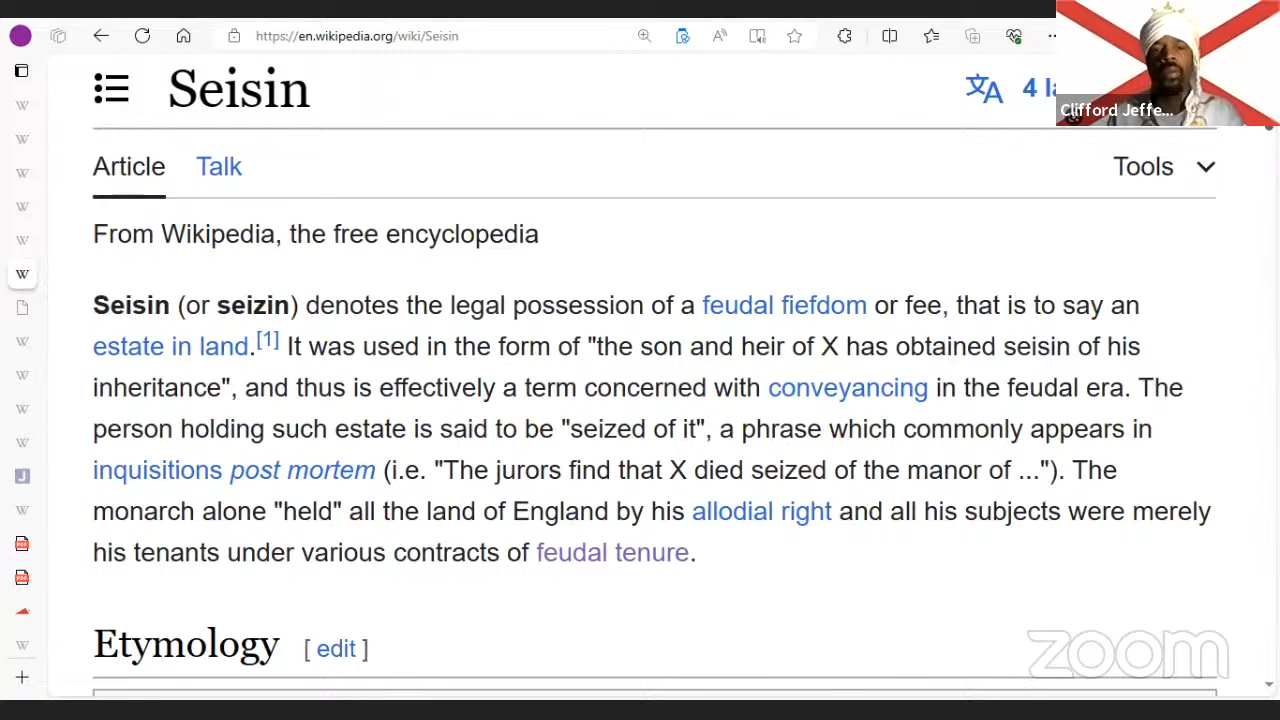 https://en.wikipedia.org/wiki/Seisin
Seisin
4 la
Clifford Jeffe...
Article Talk Tools
From Wikipedia, the free encyclopedia
Seisin (or seizin) denotes the legal possession of a feudal fiefdom or fee, that is to say an
estate in land.[1] It was used in the form of "the son and heir of X has obtained seisin of his
inheritance", and thus is effectively a term concerned with conveyancing in the feudal era. The
person holding such estate is said to be "seized of it", a phrase which commonly appears in
inquisitions post mortem (i.e. "The jurors find that X died seized of the manor of ..."). The
monarch alone "held" all the land of England by his allodial right and all his subjects were merely
his tenants under various contracts of feudal tenure.
Etymology [ edit ]
zoom